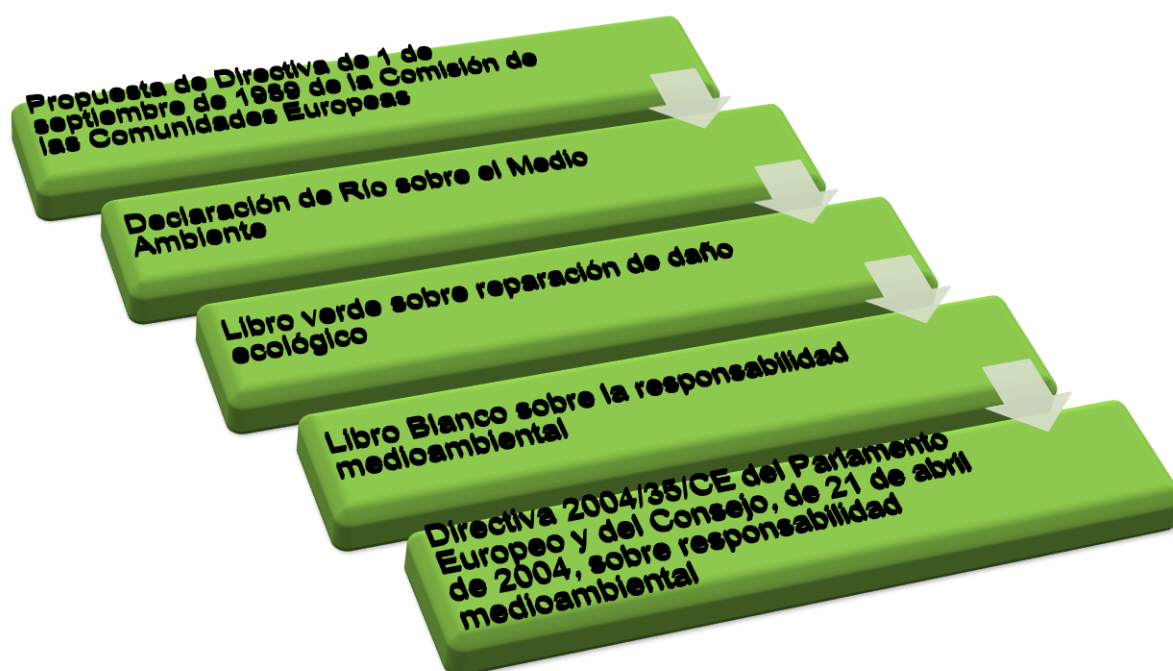 Propuesta de Directiva de 1 de
septiembre de 1989 de la Comisión de
las Comunidades Europeas
Declaración de Río sobre el Medio
Ambiente
Libro verde sobre reparación de daño
ecológico
Libro Blanco sobre la responsabilidad
medioambiental
Directiva 2004/35/CE del Parlamento
Europeo y del Consejo, de 21 de abril
de 2004, sobre responsabilidad
medioambiental